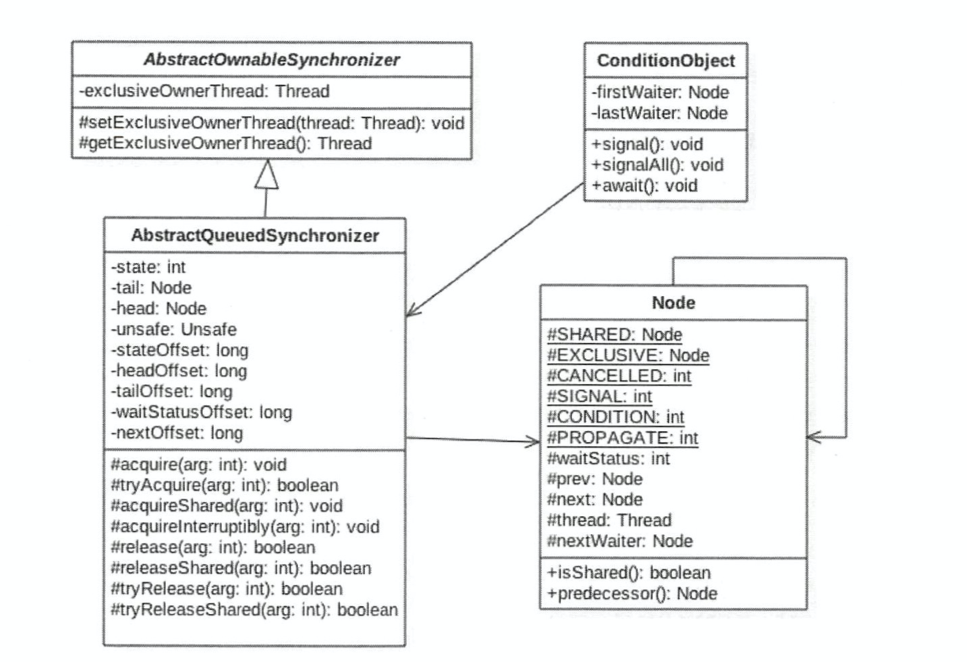 AbstractOwnableSynchronizer
-exclusiveOwnerThread: Thread
#setExclusiveOwnerThread(thread: Thread): void
#getExclusiveOwnerThread(): Thread
ConditionObject
-firstWaiter: Node
-lastWaiter: Node
+signal(): void
+signalAll(): void
+await(): void
AbstractQueuedSynchronizer
-state: int
-tail: Node
-head: Node
-unsafe: Unsafe
-stateOffset: long
-headOffset: long
-tailOffset: long
-waitStatusOffset: long
-nextOffset: long
#acquire(arg: int): void
#tryAcquire(arg: int): boolean
#acquireShared(arg: int): void
#acquireInterruptibly(arg: int): void
#release(arg: int): boolean
#releaseShared(arg: int): boolean
#tryRelease(arg: int): boolean
#tryReleaseShared(arg: int): boolean
Node
#SHARED: Node
#EXCLUSIVE: Node
#CANCELLED: int
#SIGNAL: int
#CONDITION: int
#PROPAGATE: int
#waitStatus: int
#prev: Node
#next: Node
#thread: Thread
#nextWaiter: Node
+isShared(): boolean
+predecessor(): Node